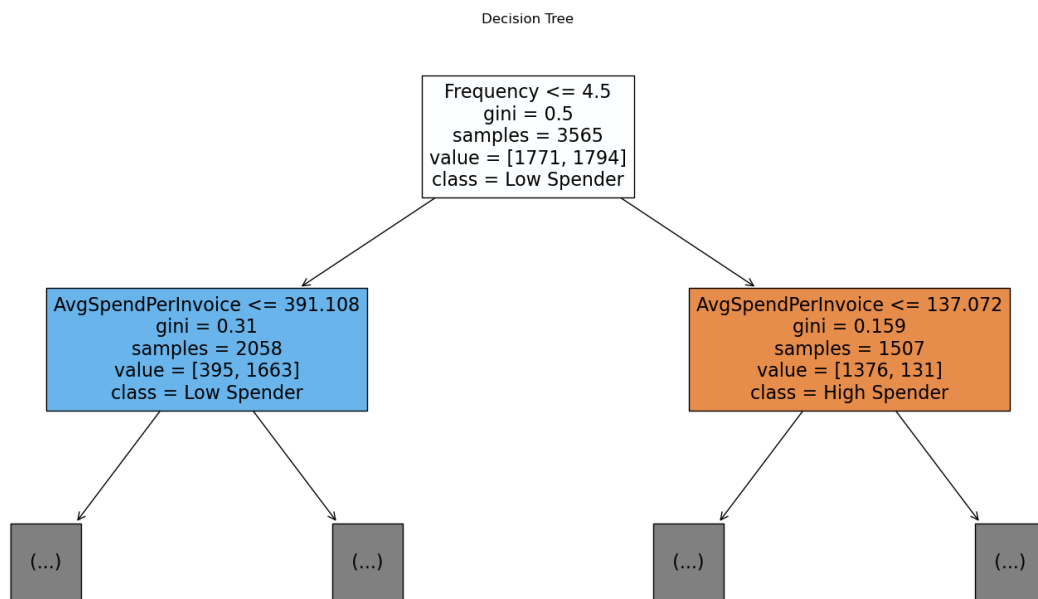 Decision Tree
Frequency <= 4.5
gini = 0.5
samples = 3565
value = [1771, 1794]
class = Low Spender
AvgSpendPerInvoice <= 391.108
gini = 0.31
samples = 2058
value = [395, 1663]
class = Low Spender
AvgSpendPerInvoice <= 137.072
gini = 0.159
samples = 1507
value = [1376, 131]
class = High Spender
(...)
(...)
(...)
(...)